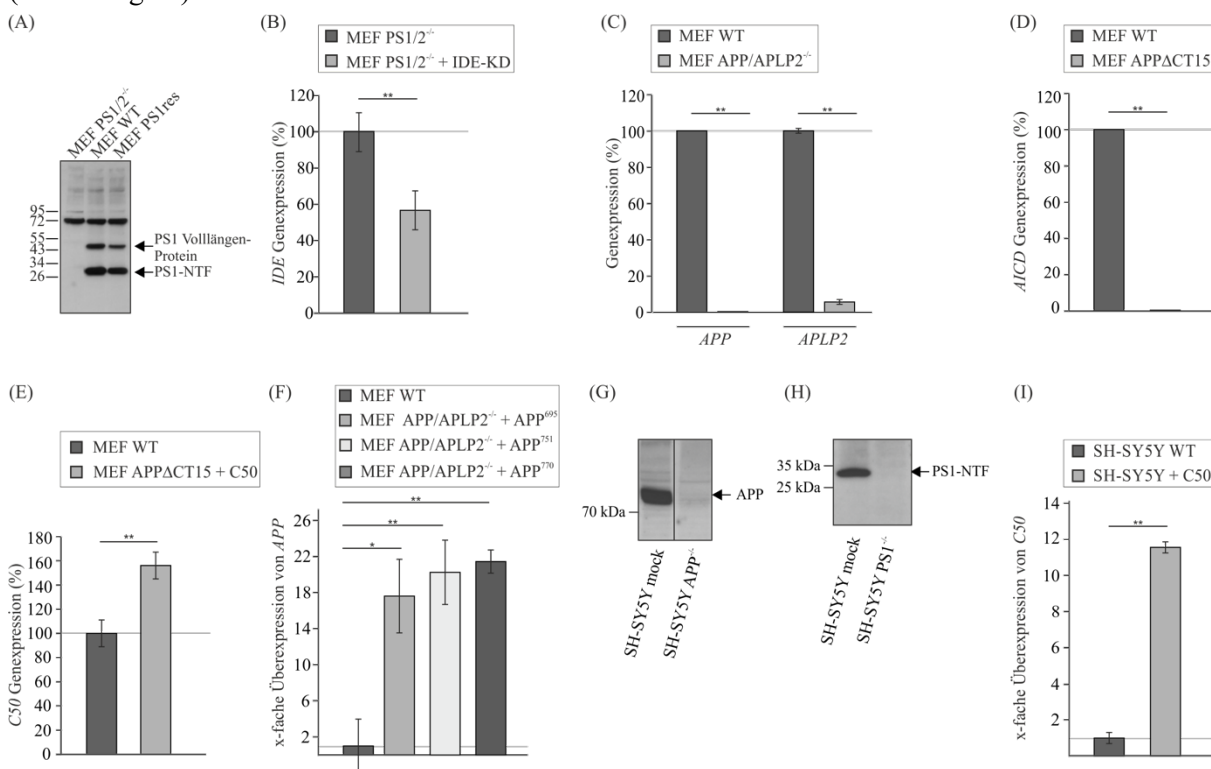 (A)
MEF PS1/2-/-
MEF WT
MEF PS1res
95
72
55
43
34
26
PS1 Volllängen-
Protein
PS1-NTF
(B)
MEF PS1/2-/-
MEF PS1/2-/- + IDE-KD
IDE Genexpression (%)
120
100
80
60
40
20
0
**
(C)
MEF WT
MEF APP/APLP2-/-
Genexpression (%)
120
100
80
60
40
20
0
**
**
APP
APLP2
(D)
MEF WT
MEF APPΔCT15
AICD Genexpression (%)
120
100
80
60
40
20
0
**
(E)
MEF WT
MEF APPΔCT15 + C50
C50 Genexpression (%)
180
160
140
120
100
80
60
40
20
0
**
(F)
MEF WT
MEF APP/APLP2-/- + APP695
MEF APP/APLP2-/- + APP751
MEF APP/APLP2-/- + APP770
x-fache Überexpression von APP
26
22
18
14
10
6
2
**
**
*
(G)
70 kDa
APP
SH-SY5Y mock
SH-SY5Y APP-/-
(H)
35 kDa
25 kDa
PS1-NTF
SH-SY5Y mock
SH-SY5Y PS1-/-
(I)
SH-SY5Y WT
SH-SY5Y + C50
x-fache Überexpression von C50
14
12
10
8
6
4
2
**